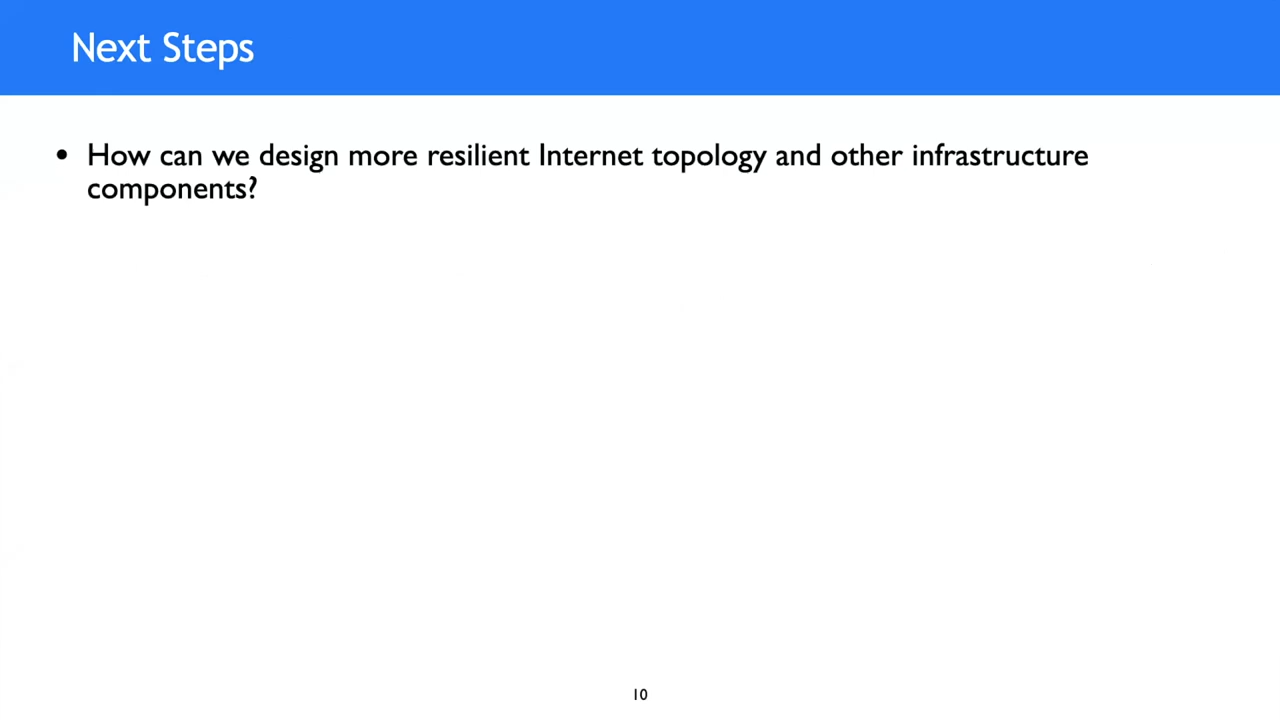 Next Steps
• How can we design more resilient Internet topology and other infrastructure
components?
10